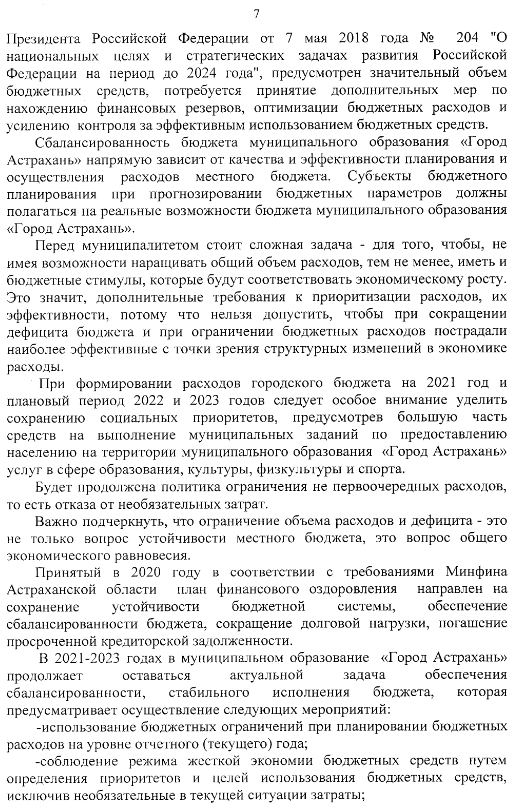 7
Президента Российской Федерации от 7 мая 2018 года № 204 "О
национальных целях и стратегических задачах развития Российской
Федерации на период до 2024 года", предусмотрен значительный объем
бюджетных средств, потребуется принятие дополнительных мер по
нахождению финансовых резервов, оптимизации бюджетных расходов и
усилению контроля за эффективным использованием бюджетных средств.
Сбалансированность бюджета муниципального образования «Город
Астрахань» напрямую зависит от качества и эффективности планирования и
осуществления расходов местного бюджета. Субъекты бюджетного
планирования при прогнозировании бюджетных параметров должны
полагаться на реальные возможности бюджета муниципального образования
«Город Астрахань».
Перед муниципалитетом стоит сложная задача - для того, чтобы, не
имея возможности наращивать общий объем расходов, тем не менее, иметь и
бюджетные стимулы, которые будут соответствовать экономическому росту.
Это значит, дополнительные требования к приоритизации расходов, их
эффективности, потому что нельзя допустить, чтобы при сокращении
дефицита бюджета и при ограничении бюджетных расходов пострадали
наиболее эффективные с точки зрения структурных изменений в экономике
расходы.
При формировании расходов городского бюджета на 2021 год и
плановый период 2022 и 2023 годов следует особое внимание уделить
сохранению социальных приоритетов, предусмотрев большую часть
средств на выполнение муниципальных заданий по предоставлению
населению на территории муниципального образования «Город Астрахань»
услуг в сфере образования, культуры, физкультуры и спорта.
Будет продолжена политика ограничения не первоочередных расходов,
то есть отказа от необязательных затрат.
Важно подчеркнуть, что ограничение объема расходов и дефицита - это
не только вопрос устойчивости местного бюджета, это вопрос общего
экономического равновесия.
Принятый в 2020 году в соответствии с требованиями Минфина
Астраханской области план финансового оздоровления направлен на
сохранение устойчивости бюджетной системы, обеспечение
сбалансированности бюджета, сокращение долговой нагрузки, погашение
просроченной кредиторской задолженности.
В 2021-2023 годах в муниципальном образование «Город Астрахань»
продолжает оставаться актуальной задача обеспечения
сбалансированности, стабильного исполнения бюджета, которая
предусматривает осуществление следующих мероприятий:
-использование бюджетных ограничений при планировании бюджетных
расходов на уровне отчетного (текущего) года;
-соблюдение режима жесткой экономии бюджетных средств путем
определения приоритетов и целей использования бюджетных средств,
исключив необязательные в текущей ситуации затраты;